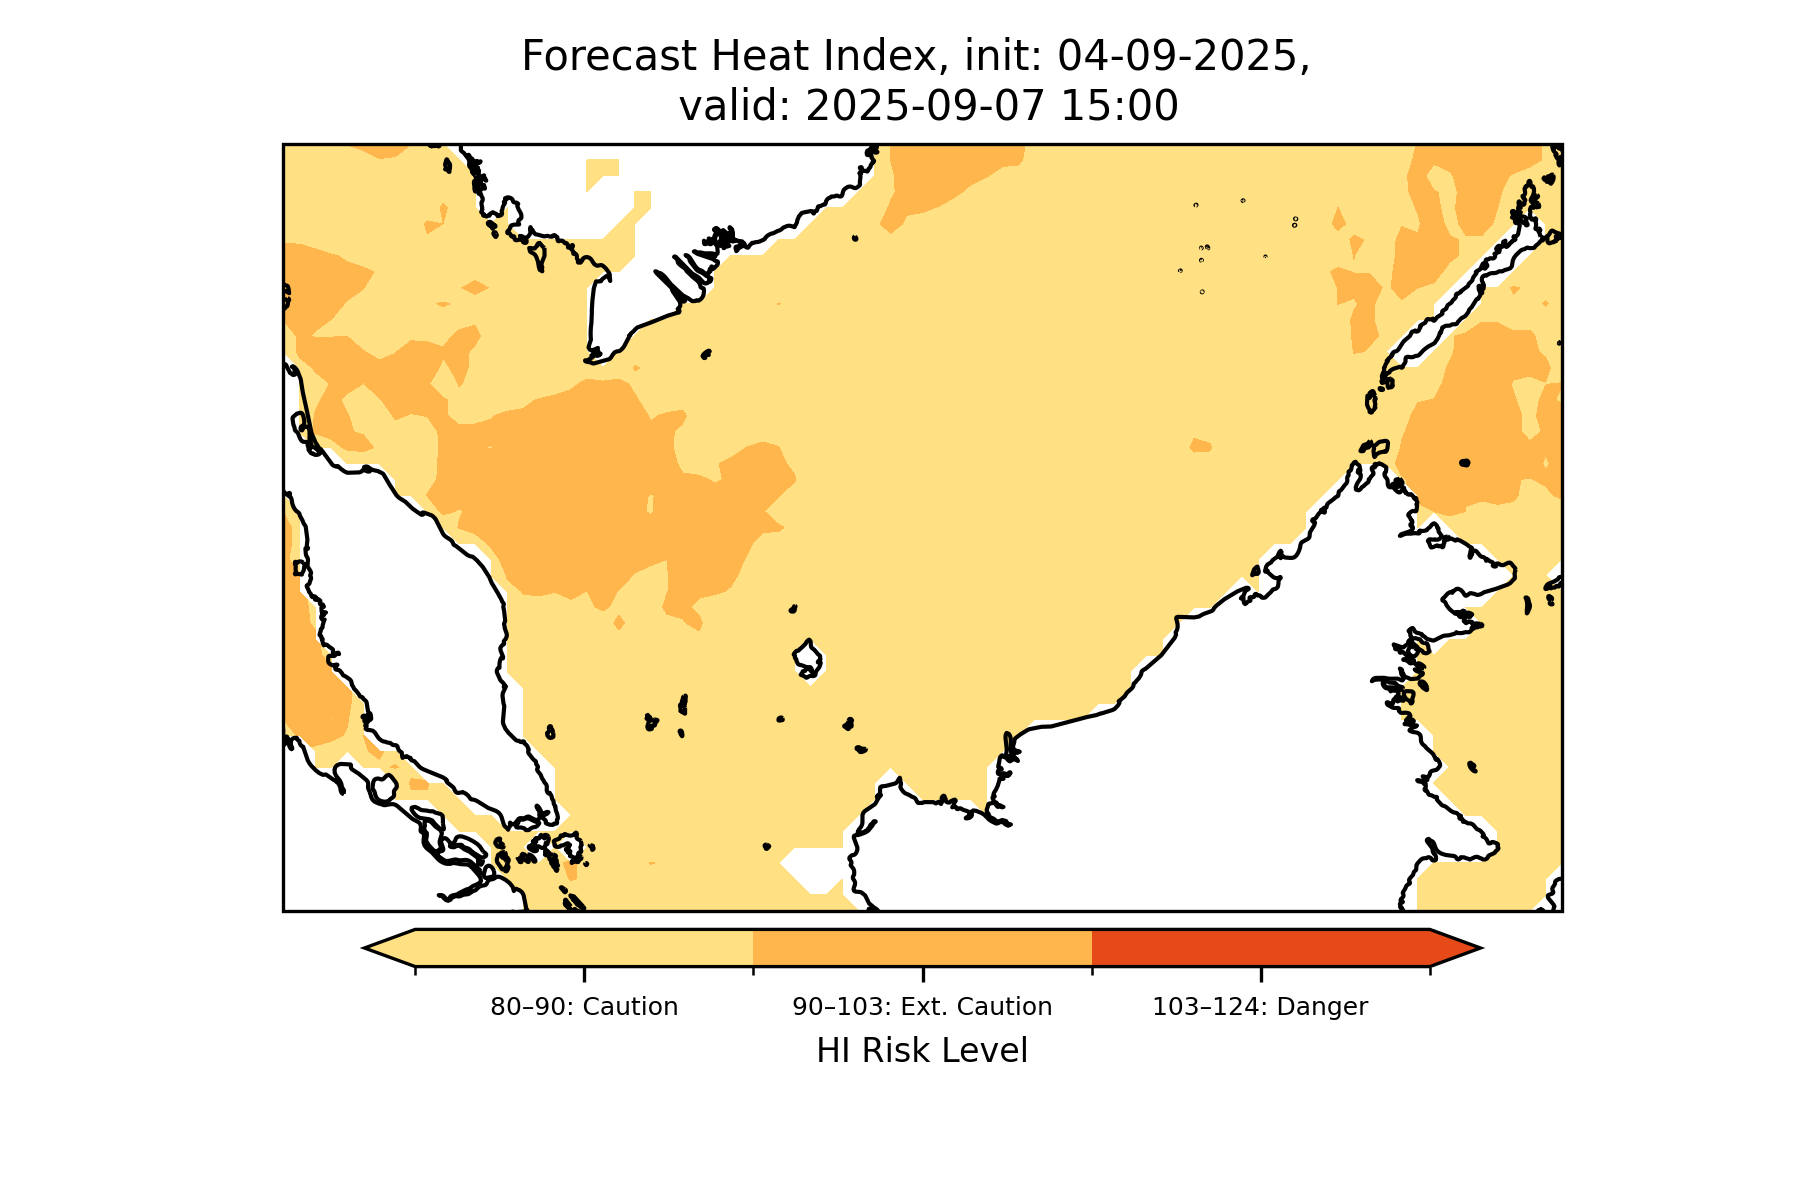 Forecast Heat Index, init: 04-09-2025,
valid: 2025-09-07 15:00
80–90: Caution
90–103: Ext. Caution
103–124: Danger
HI Risk Level